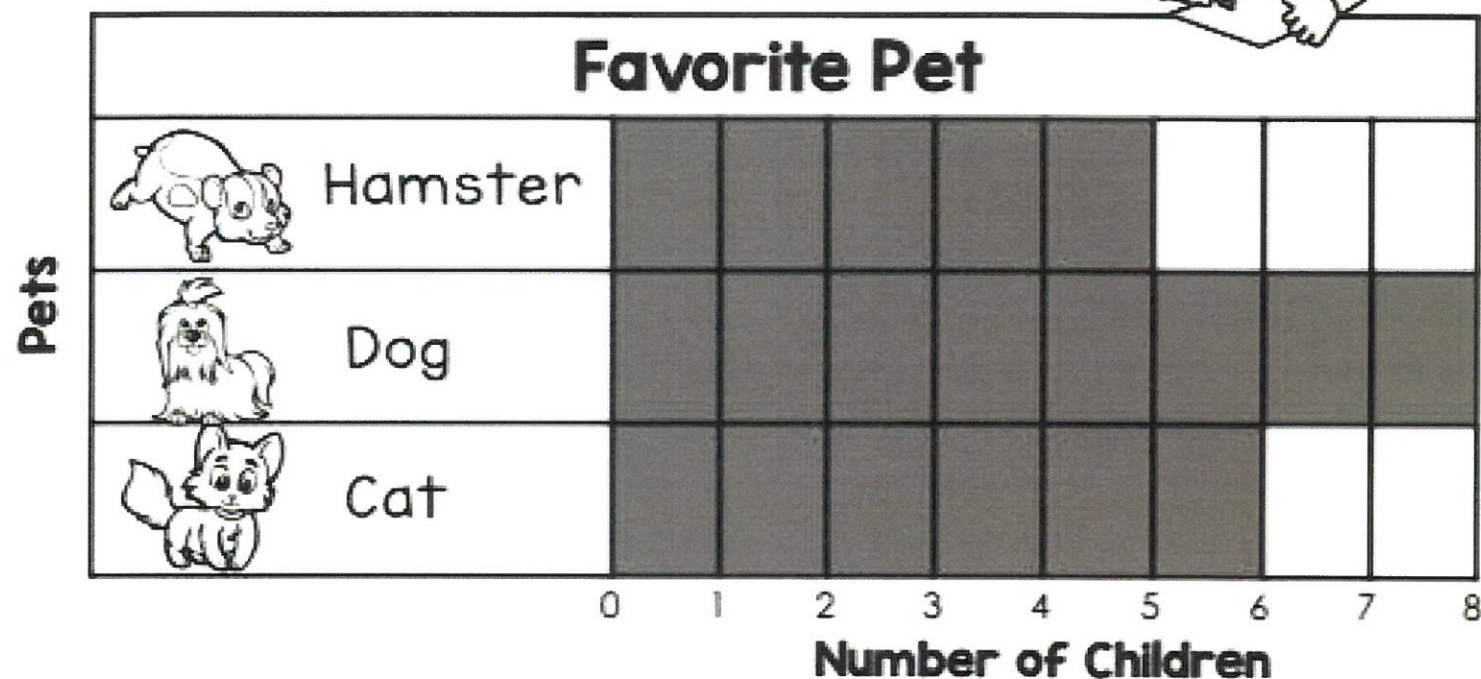 Favorite Pet
Hamster
Pets
Dog
Cat
0 1 2 3 4 5 6 7 8
Number of Children